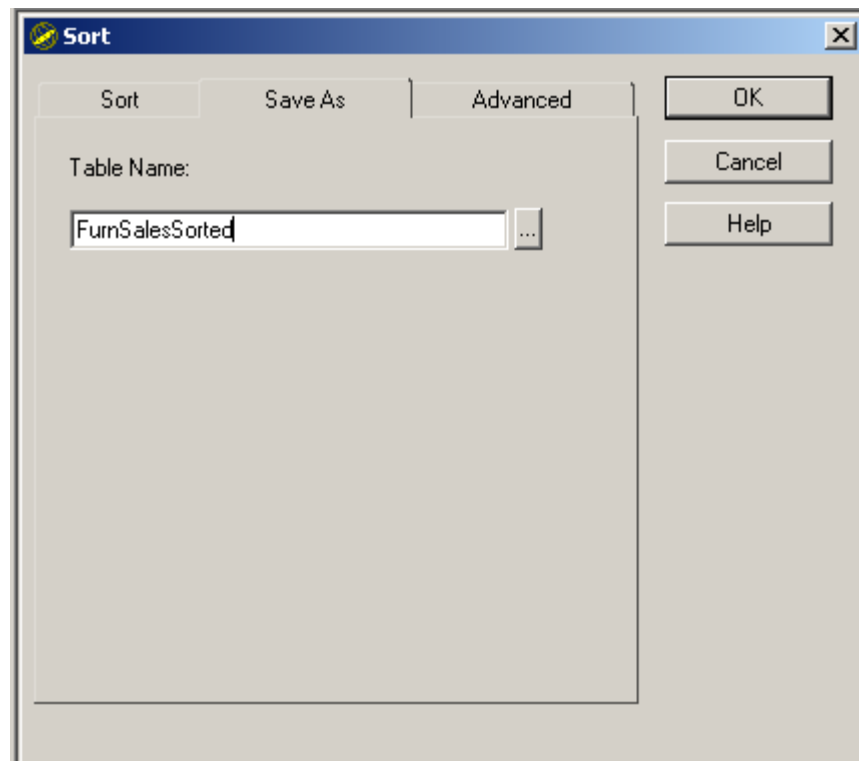 Sort
Sort Save As Advanced
OK
Cancel
Help
Table Name:
FurnSalesSorted
...